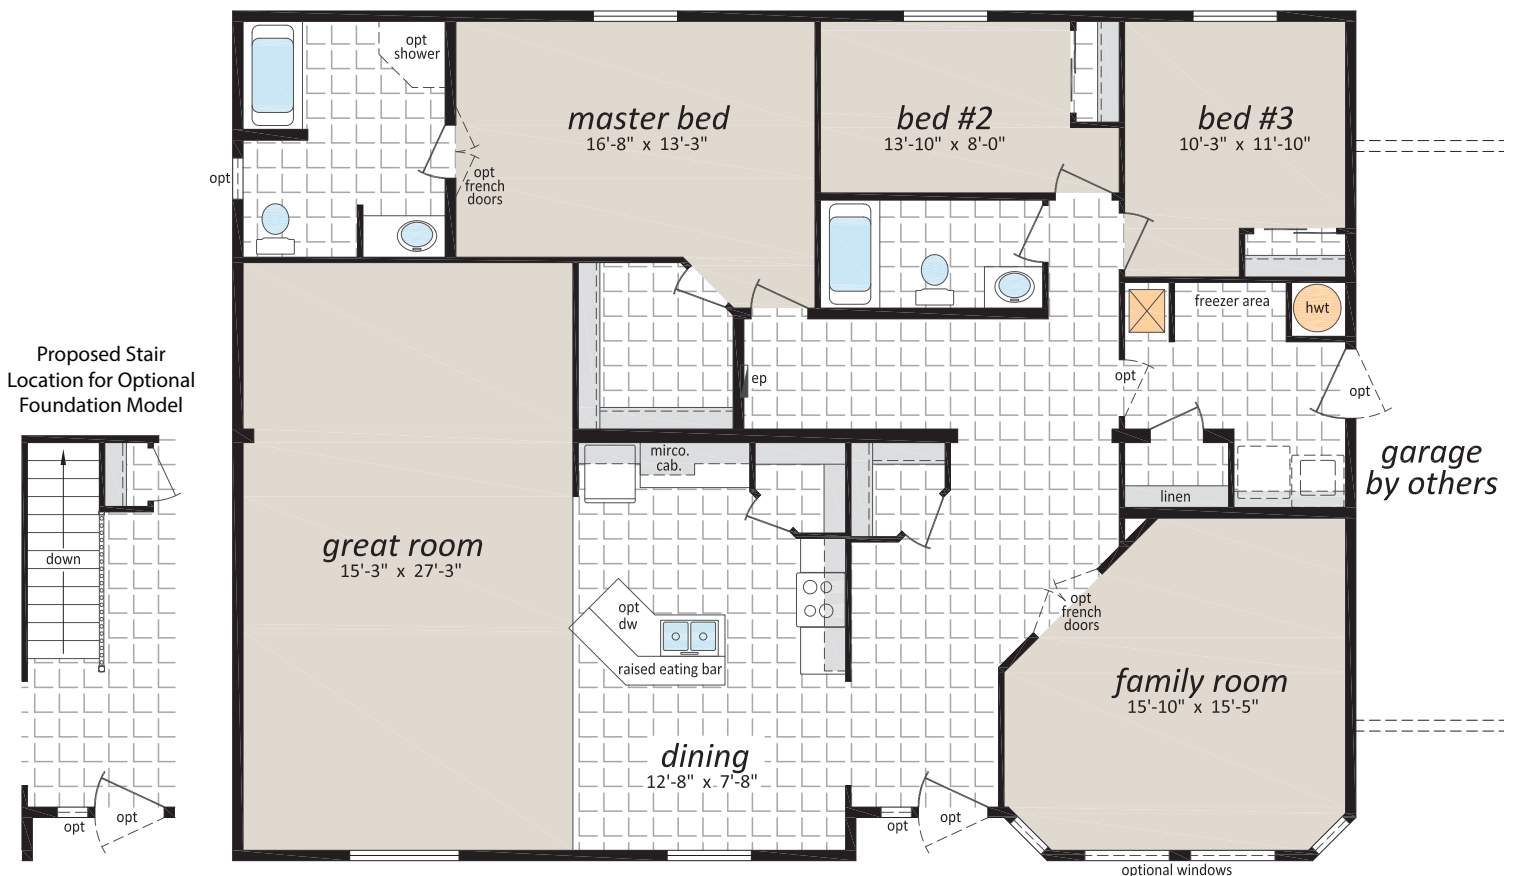 opt
shower
master bed
16'-8" x 13'-3"
bed #2
13'-10" x 8'-0"
bed #3
10'-3" x 11'-10"
opt
opt
french
doors
freezer area
hwt
Proposed Stair
Location for Optional
Foundation Model
ep
opt
opt
garage
by others
mirco.
cab.
linen
down
great room
15'-3" x 27'-3"
opt
dw
raised eating bar
opt
french
doors
family room
15'-10" x 15'-5"
dining
12'-8" x 7'-8"
opt
opt
opt
opt
optional windows